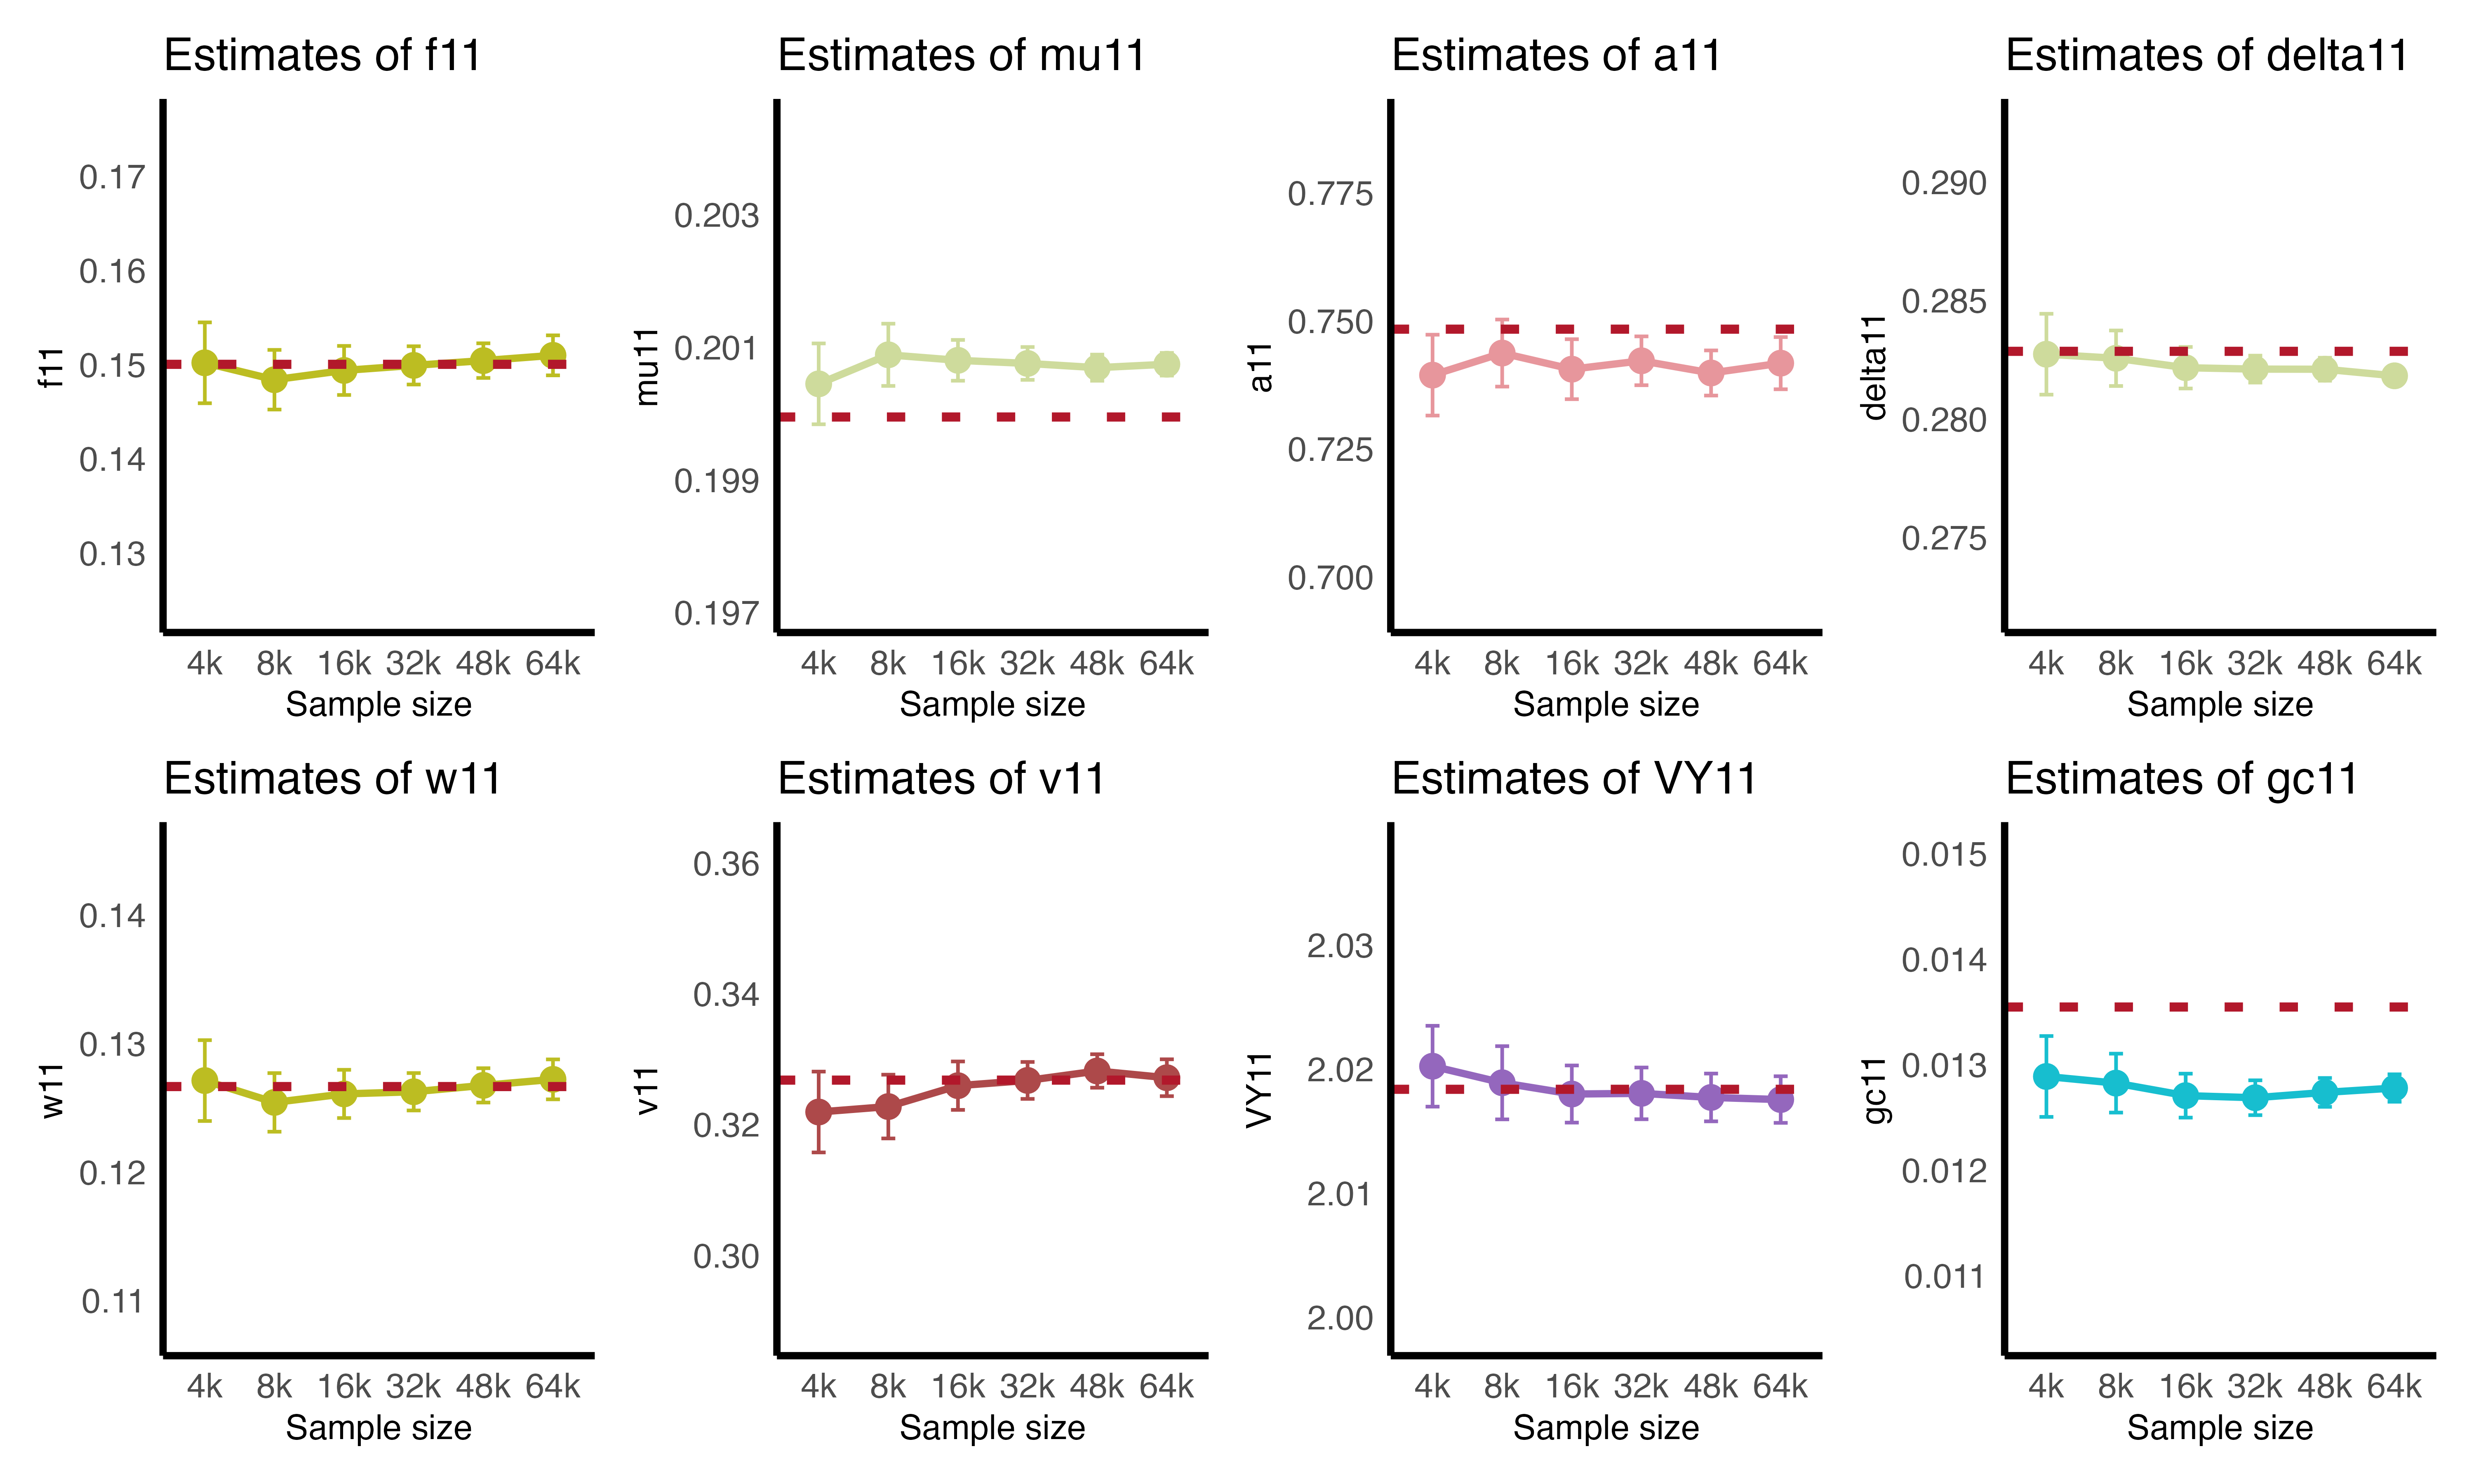 Estimates of f11
f11
0.17
0.16
0.15
0.14
0.13
4k 8k 16k 32k 48k 64k
Sample size
Estimates of mu11
mu11
0.203
0.201
0.199
0.197
4k 8k 16k 32k 48k 64k
Sample size
Estimates of a11
a11
0.775
0.750
0.725
0.700
4k 8k 16k 32k 48k 64k
Sample size
Estimates of delta11
delta11
0.290
0.285
0.280
0.275
4k 8k 16k 32k 48k 64k
Sample size
Estimates of w11
w11
0.14
0.13
0.12
0.11
4k 8k 16k 32k 48k 64k
Sample size
Estimates of v11
v11
0.36
0.34
0.32
0.30
4k 8k 16k 32k 48k 64k
Sample size
Estimates of VY11
VY11
2.03
2.02
2.01
2.00
4k 8k 16k 32k 48k 64k
Sample size
Estimates of gc11
gc11
0.015
0.014
0.013
0.012
0.011
4k 8k 16k 32k 48k 64k
Sample size